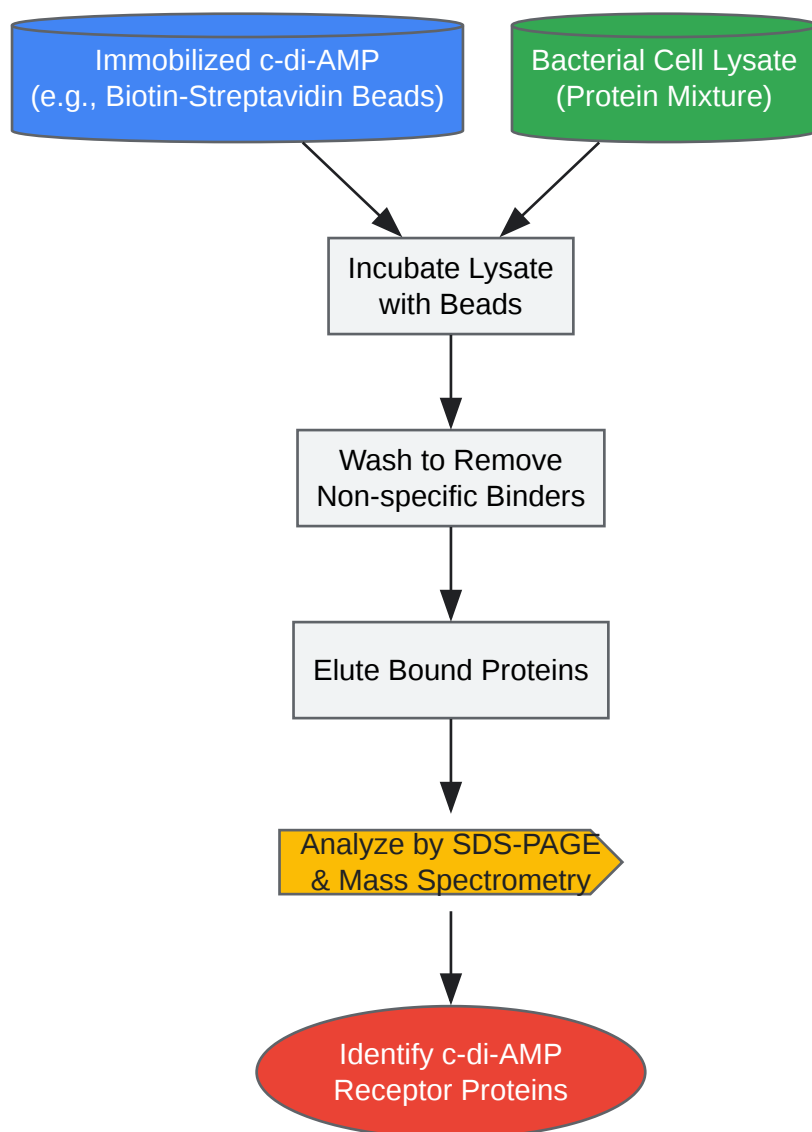 Immobilized c-di-AMP
(e.g., Biotin-Streptavidin Beads)
Bacterial Cell Lysate
(Protein Mixture)
Incubate Lysate
with Beads
Wash to Remove
Non-specific Binders
Elute Bound Proteins
Analyze by SDS-PAGE
& Mass Spectrometry
Identify c-di-AMP
Receptor Proteins